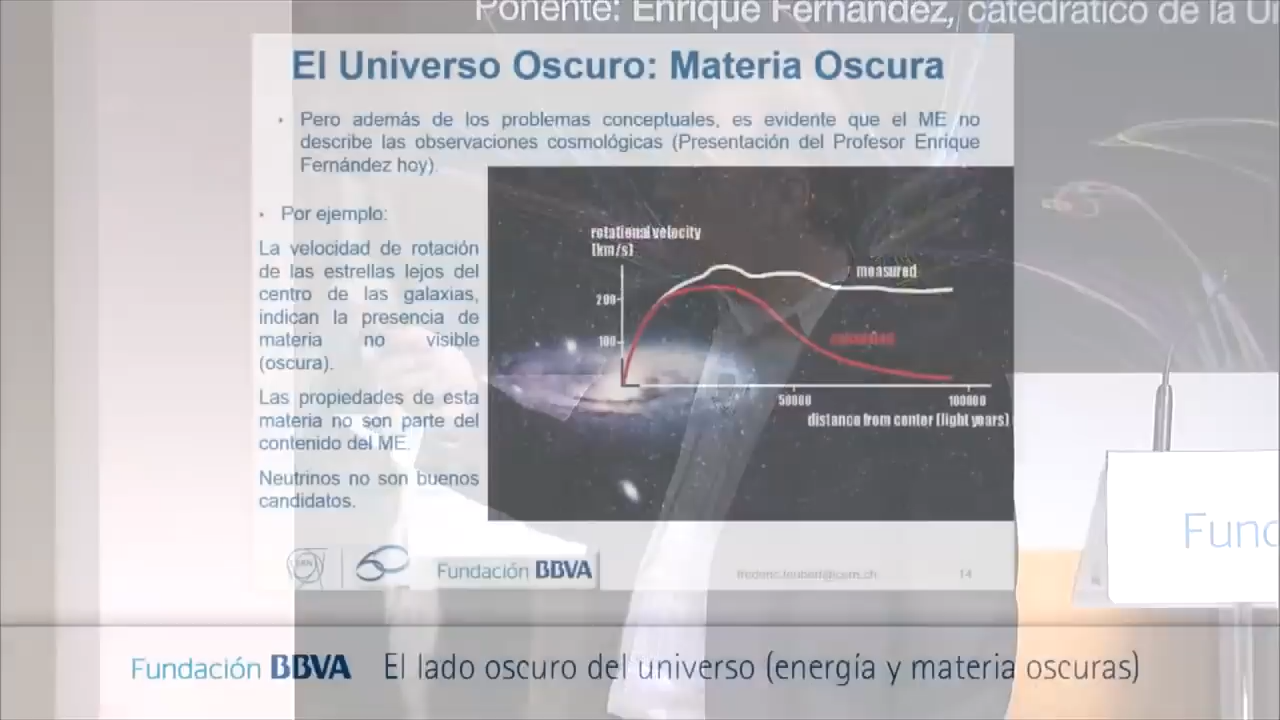 Ponente: Enrique Fernández, catedrático de la U
El Universo Oscuro: Materia Oscura
• Pero además de los problemas conceptuales, es evidente que el ME no
describe las observaciones cosmológicas (Presentación del Profesor Enrique
Fernández hoy).
• Por ejemplo:
La velocidad de rotación
de las estrellas lejos del
centro de las galaxias,
indican la presencia de
materia no visible
(oscura).
Las propiedades de esta
materia no son parte del
contenido del ME.
Neutrinos no son buenos
candidatos.
rotational velocity
[km/s]
measured
200
100
50000
100000
distance from center [light years]
Fund
Fundación BBVA
14
Fundación BBVA El lado oscuro del universo (energía y materia oscuras)